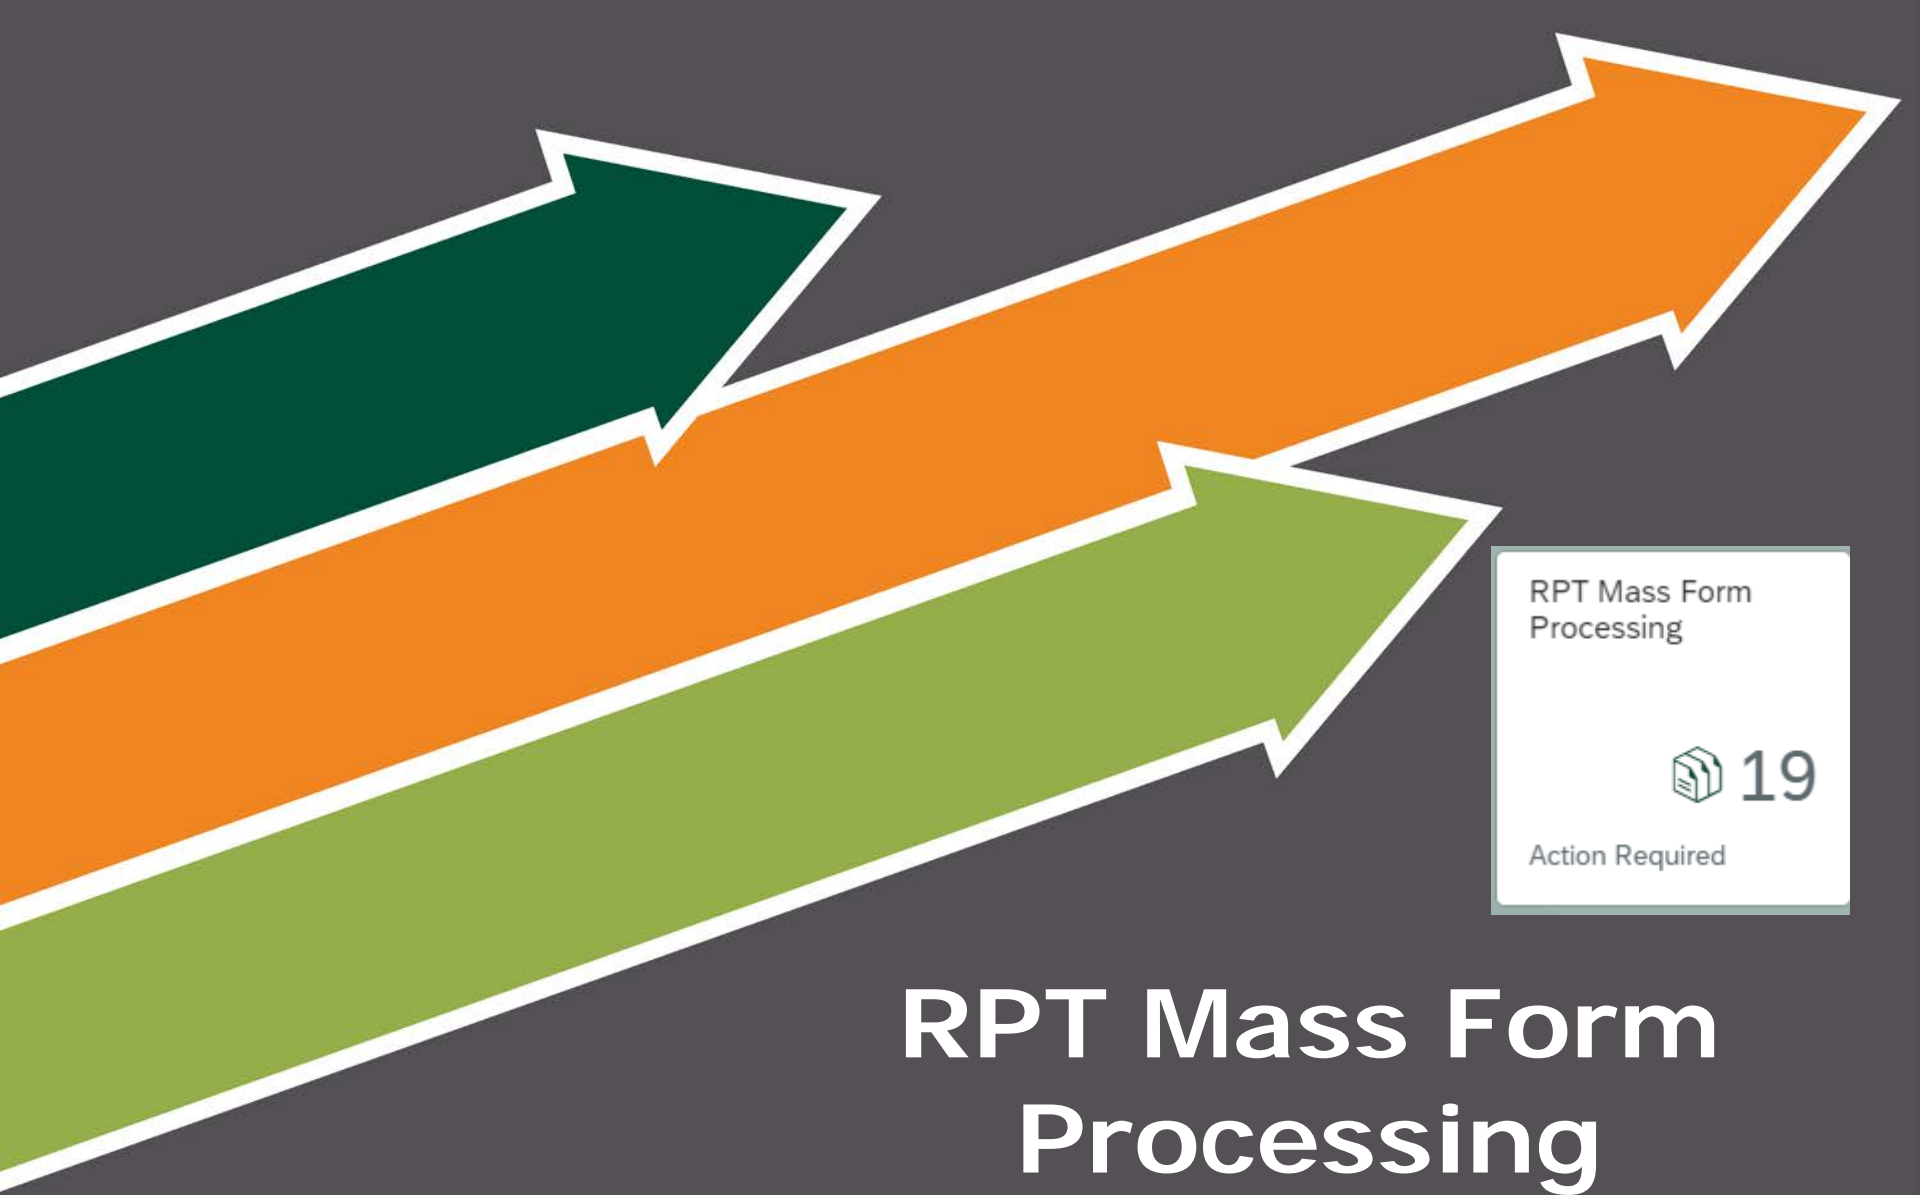 RPT Mass Form
Processing
19
Action Required
RPT Mass Form
Processing